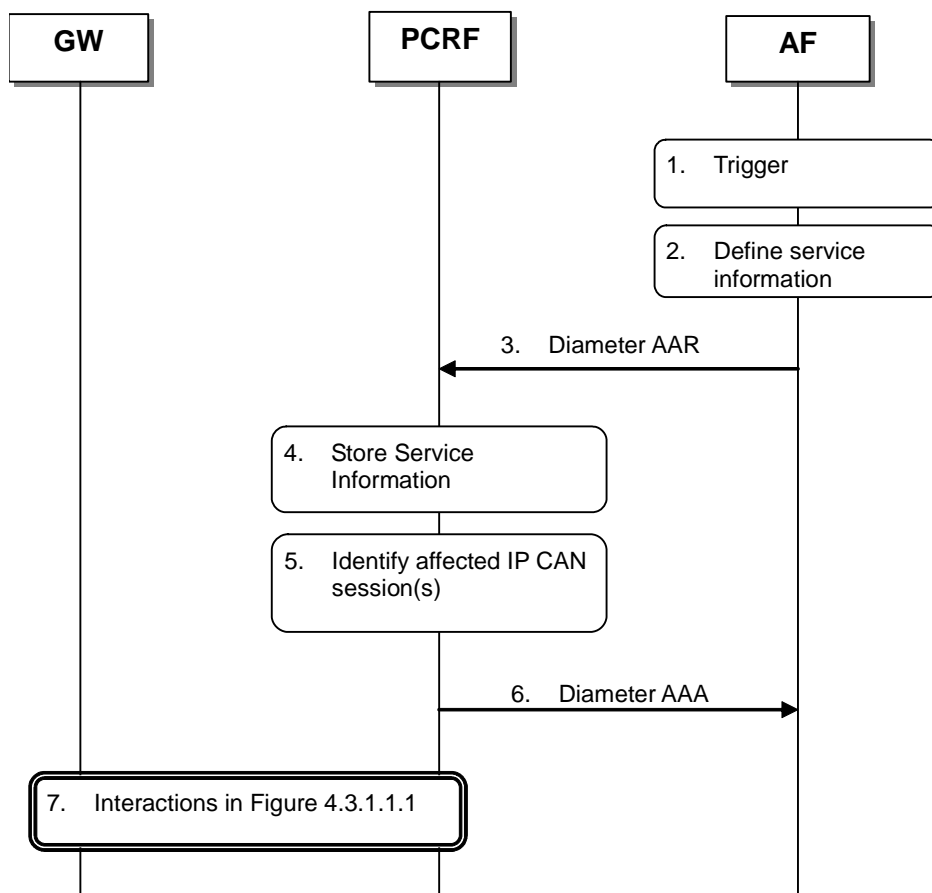 GW
PCRF
AF
1. Trigger
2. Define service
information
3. Diameter AAR
4. Store Service
Information
5. Identify affected IP CAN
session(s)
6. Diameter AAA
7. Interactions in Figure 4.3.1.1.1